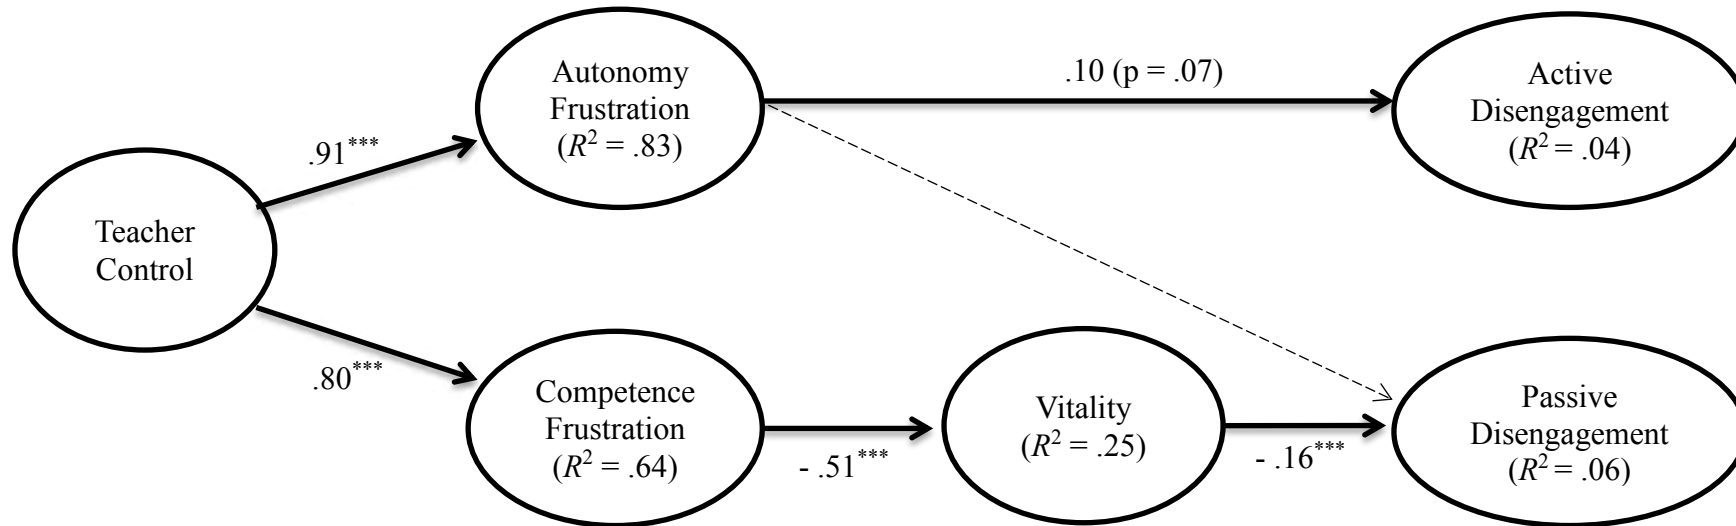 Teacher
Control
.91***
.80***
Autonomy
Frustration
(R² = .83)
.10 (p = .07)
Active
Disengagement
(R² = .04)
Competence
Frustration
(R² = .64)
- .51***
Vitality
(R² = .25)
- .16***
Passive
Disengagement
(R² = .06)